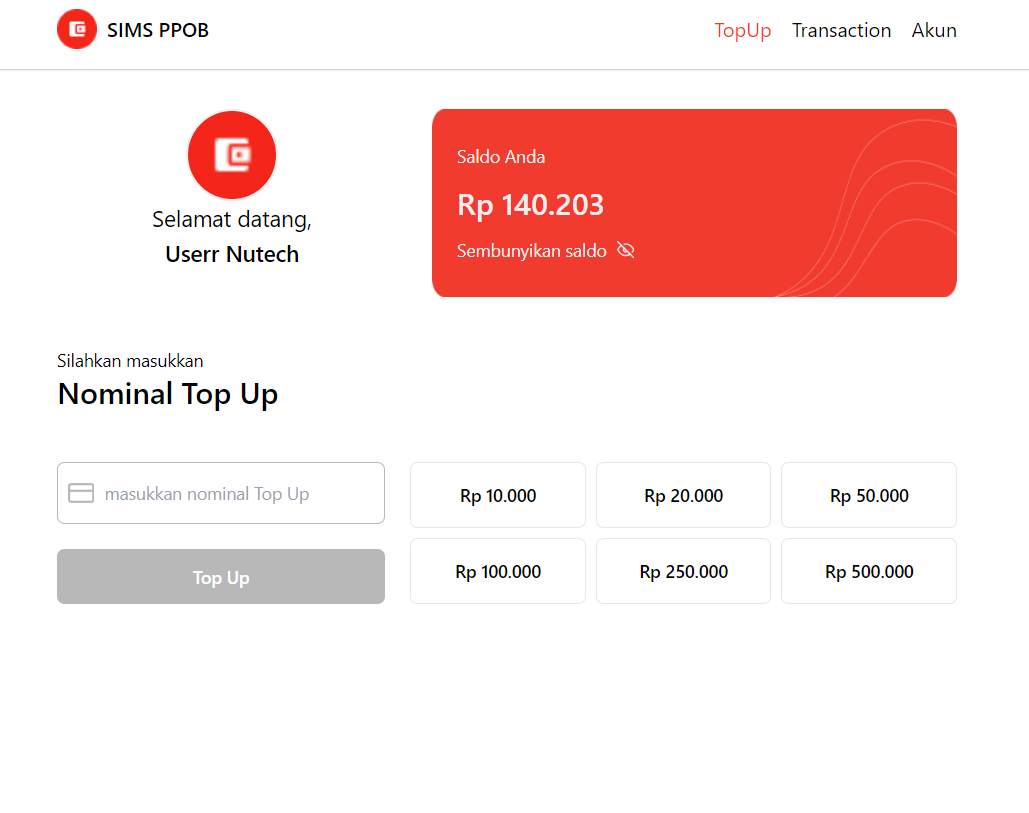 SIMS PPOB
TopUp Transaction Akun
Selamat datang,
Userr Nutech
Saldo Anda
Rp 140.203
Sembunyikan saldo
Silahkan masukkan
Nominal Top Up
masukkan nominal Top Up
Top Up
Rp 10.000
Rp 20.000
Rp 50.000
Rp 100.000
Rp 250.000
Rp 500.000